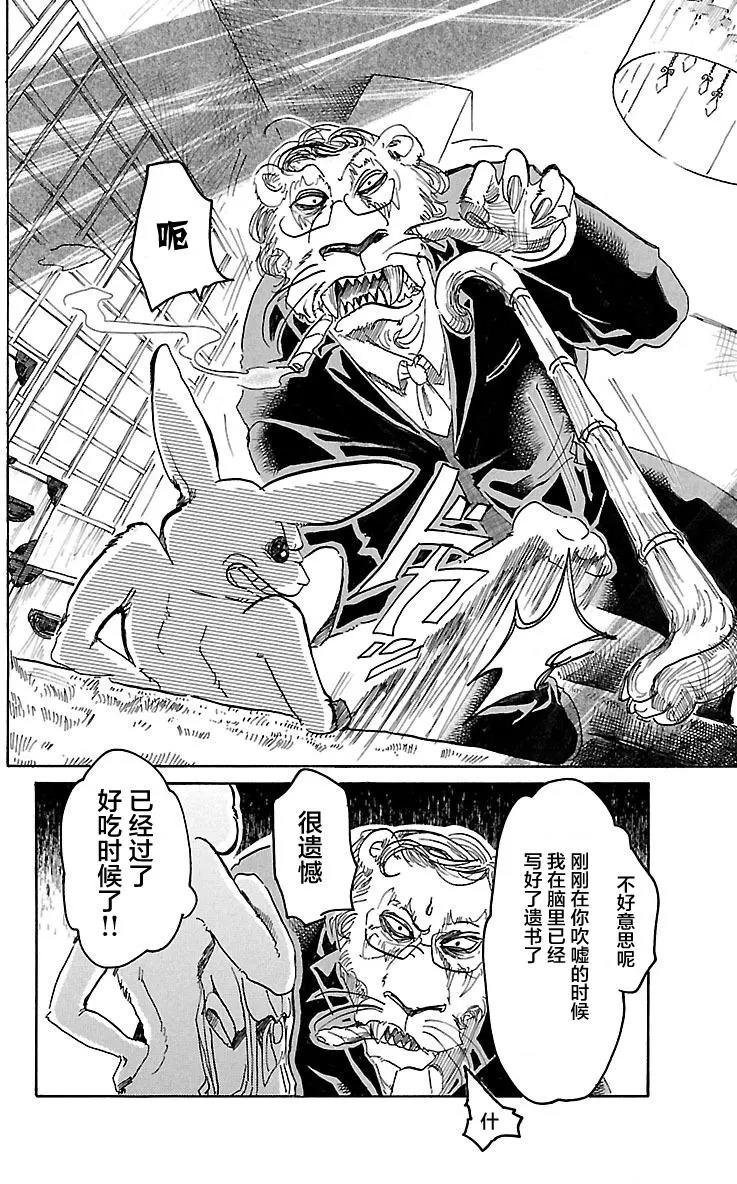 呃
ドガッ
不好意思呢
刚刚在你吹嘘的时候
我在脑里已经
写好了遗书了
什
很遗憾
已经过了
好吃时候了!!